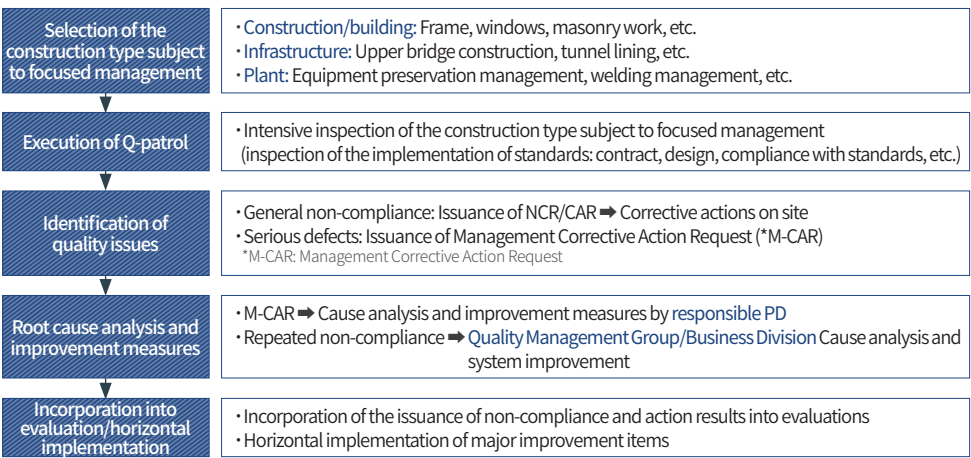 Selection of the
construction type subject
to focused management
· Construction/building: Frame, windows, masonry work, etc.
· Infrastructure: Upper bridge construction, tunnel lining, etc.
· Plant: Equipment preservation management, welding management, etc.
Execution of Q-patrol
· Intensive inspection of the construction type subject to focused management
(inspection of the implementation of standards: contract, design, compliance with standards, etc.)
Identification of
quality issues
· General non-compliance: Issuance of NCR/CAR ➡ Corrective actions on site
· Serious defects: Issuance of Management Corrective Action Request (*M-CAR)
*M-CAR: Management Corrective Action Request
Root cause analysis and
improvement measures
· M-CAR ➡ Cause analysis and improvement measures by responsible PD
· Repeated non-compliance ➡ Quality Management Group/Business Division Cause analysis and
system improvement
Incorporation into
evaluation/horizontal
implementation
· Incorporation of the issuance of non-compliance and action results into evaluations
· Horizontal implementation of major improvement items